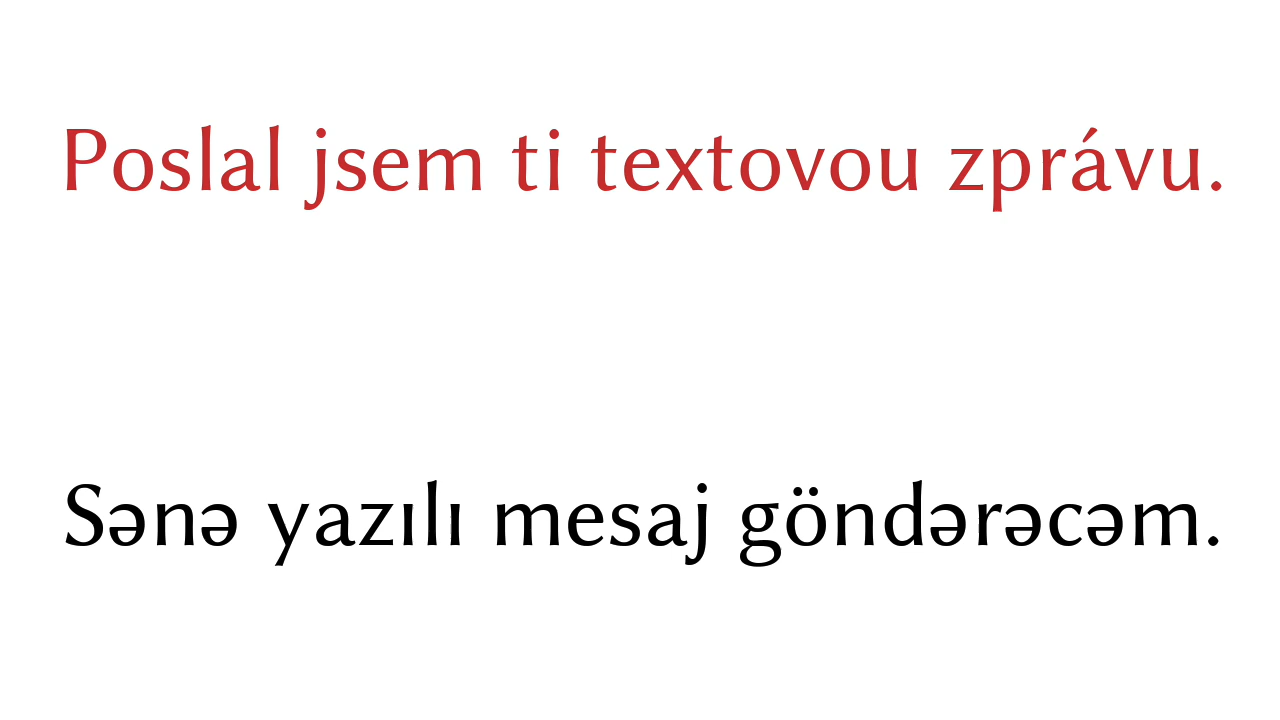 Poslal jsem ti textovou zprávu.
Sənə yazılı mesaj göndərəcəm.